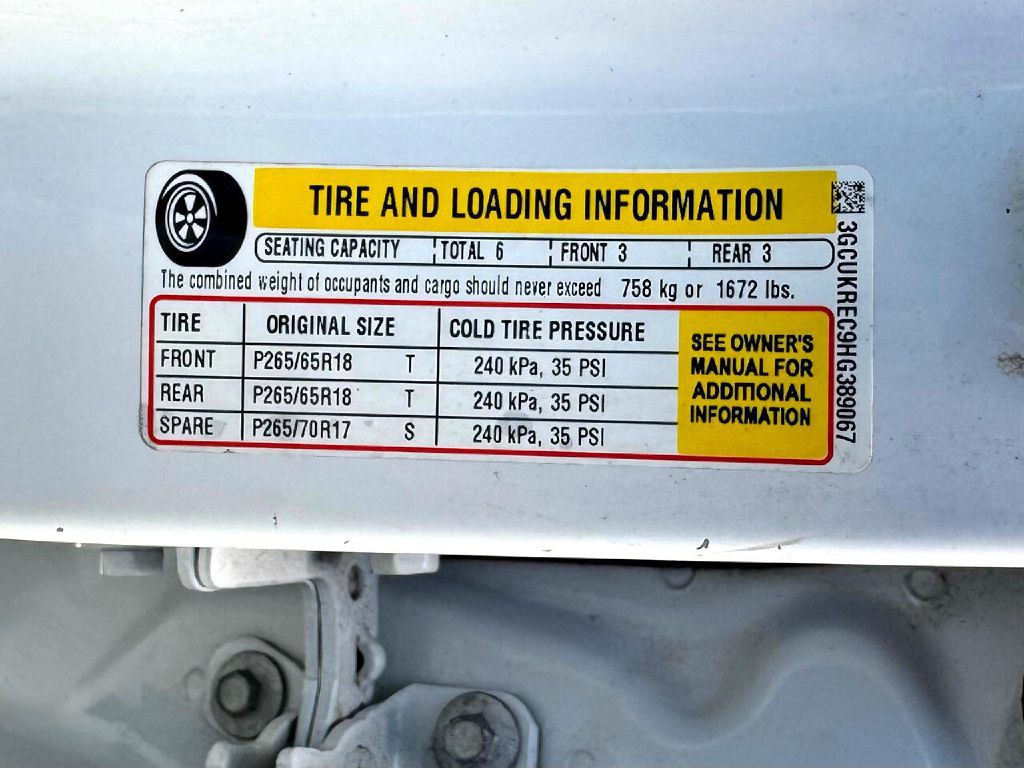 TIRE AND LOADING INFORMATION
SEATING CAPACITY TOTAL 6 FRONT 3 REAR 3
The combined weight of occupants and cargo should never exceed 758 kg or 1672 lbs.
TIRE ORIGINAL SIZE COLD TIRE PRESSURE
FRONT P265/65R18 T 240 kPa, 35 PSI
REAR P265/65R18 T 240 kPa, 35 PSI
SPARE P265/70R17 S 240 kPa, 35 PSI
SEE OWNER'S
MANUAL FOR
ADDITIONAL
INFORMATION
3GCUKREC9HG389067